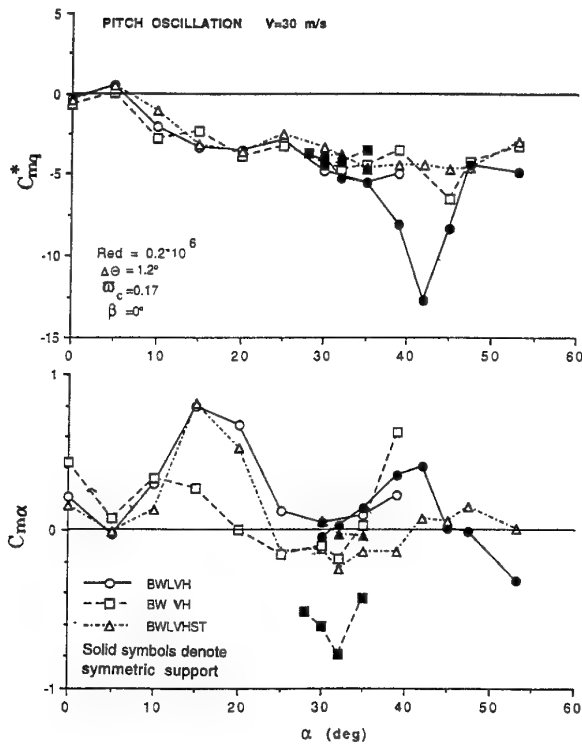 PITCH OSCILLATION V=30 m/s
5
0
-5
-10
-15
C*mq
Red = 0.2*10^6
ΔΘ = 1.2°
ϖc = 0.17
β = 0°
0 10 20 30 40 50 60
1
0
-1
Cmα
BWLVH
BW VH
BWLVHST
Solid symbols denote
symmetric support
0 10 20 30 40 50 60
α (deg)